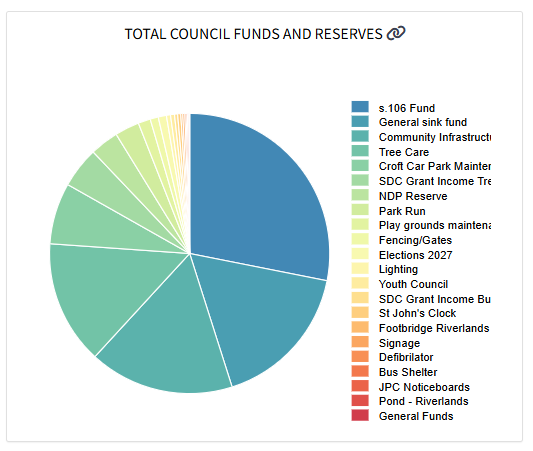 TOTAL COUNCIL FUNDS AND RESERVES
s.106 Fund
General sink fund
Community Infrastruct
Tree Care
Croft Car Park Mainter
SDC Grant Income Tre
NDP Reserve
Park Run
Play grounds maintena
Fencing/Gates
Elections 2027
Lighting
Youth Council
SDC Grant Income Bu
St John's Clock
Footbridge Riverlands
Signage
Defibrilator
Bus Shelter
JPC Noticeboards
Pond - Riverlands
General Funds